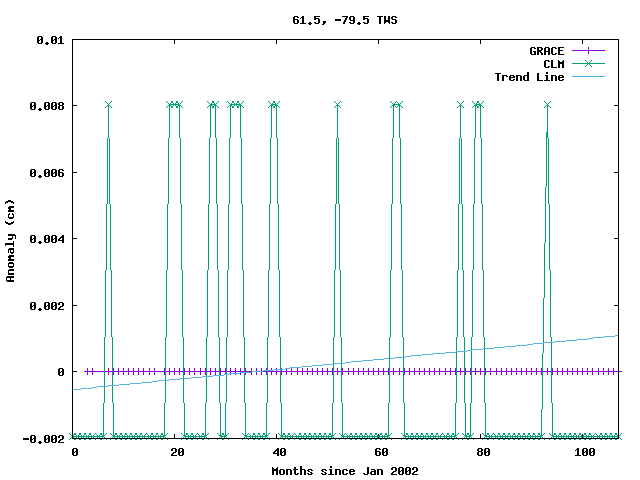 61.5, -79.5 TWS
GRACE
CLM
Trend Line
0.01
0.008
0.006
0.004
0.002
0
-0.002
Anomaly (cm)
0 20 40 60 80 100
Months since Jan 2002